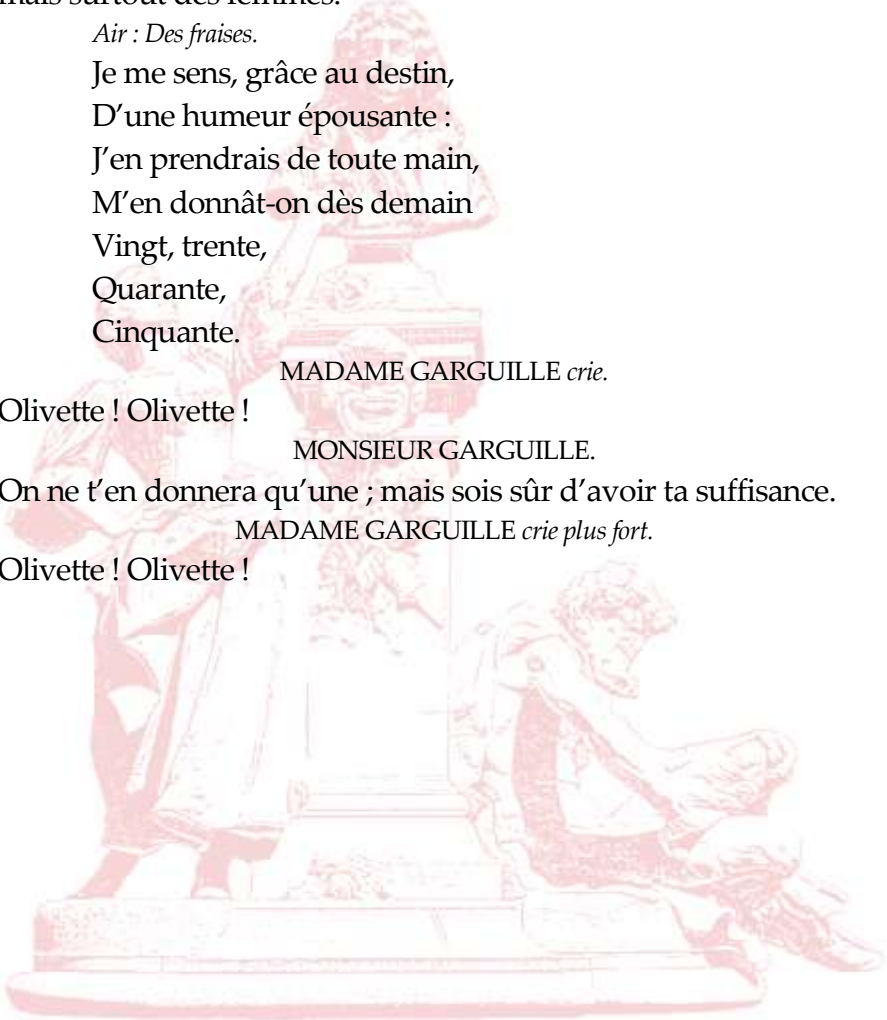 mais surtout des femmes.
Air : Des fraises.
Je me sens, grâce au destin,
D’une humeur épousante :
J’en prendrais de toute main,
M’en donnât-on dès demain
Vingt, trente,
Quarante,
Cinquante.
MADAME GARGUILLE crie.
Olivette ! Olivette !
MONSIEUR GARGUILLE.
On ne t’en donnera qu’une ; mais sois sûr d’avoir ta suffisance.
MADAME GARGUILLE crie plus fort.
Olivette ! Olivette !